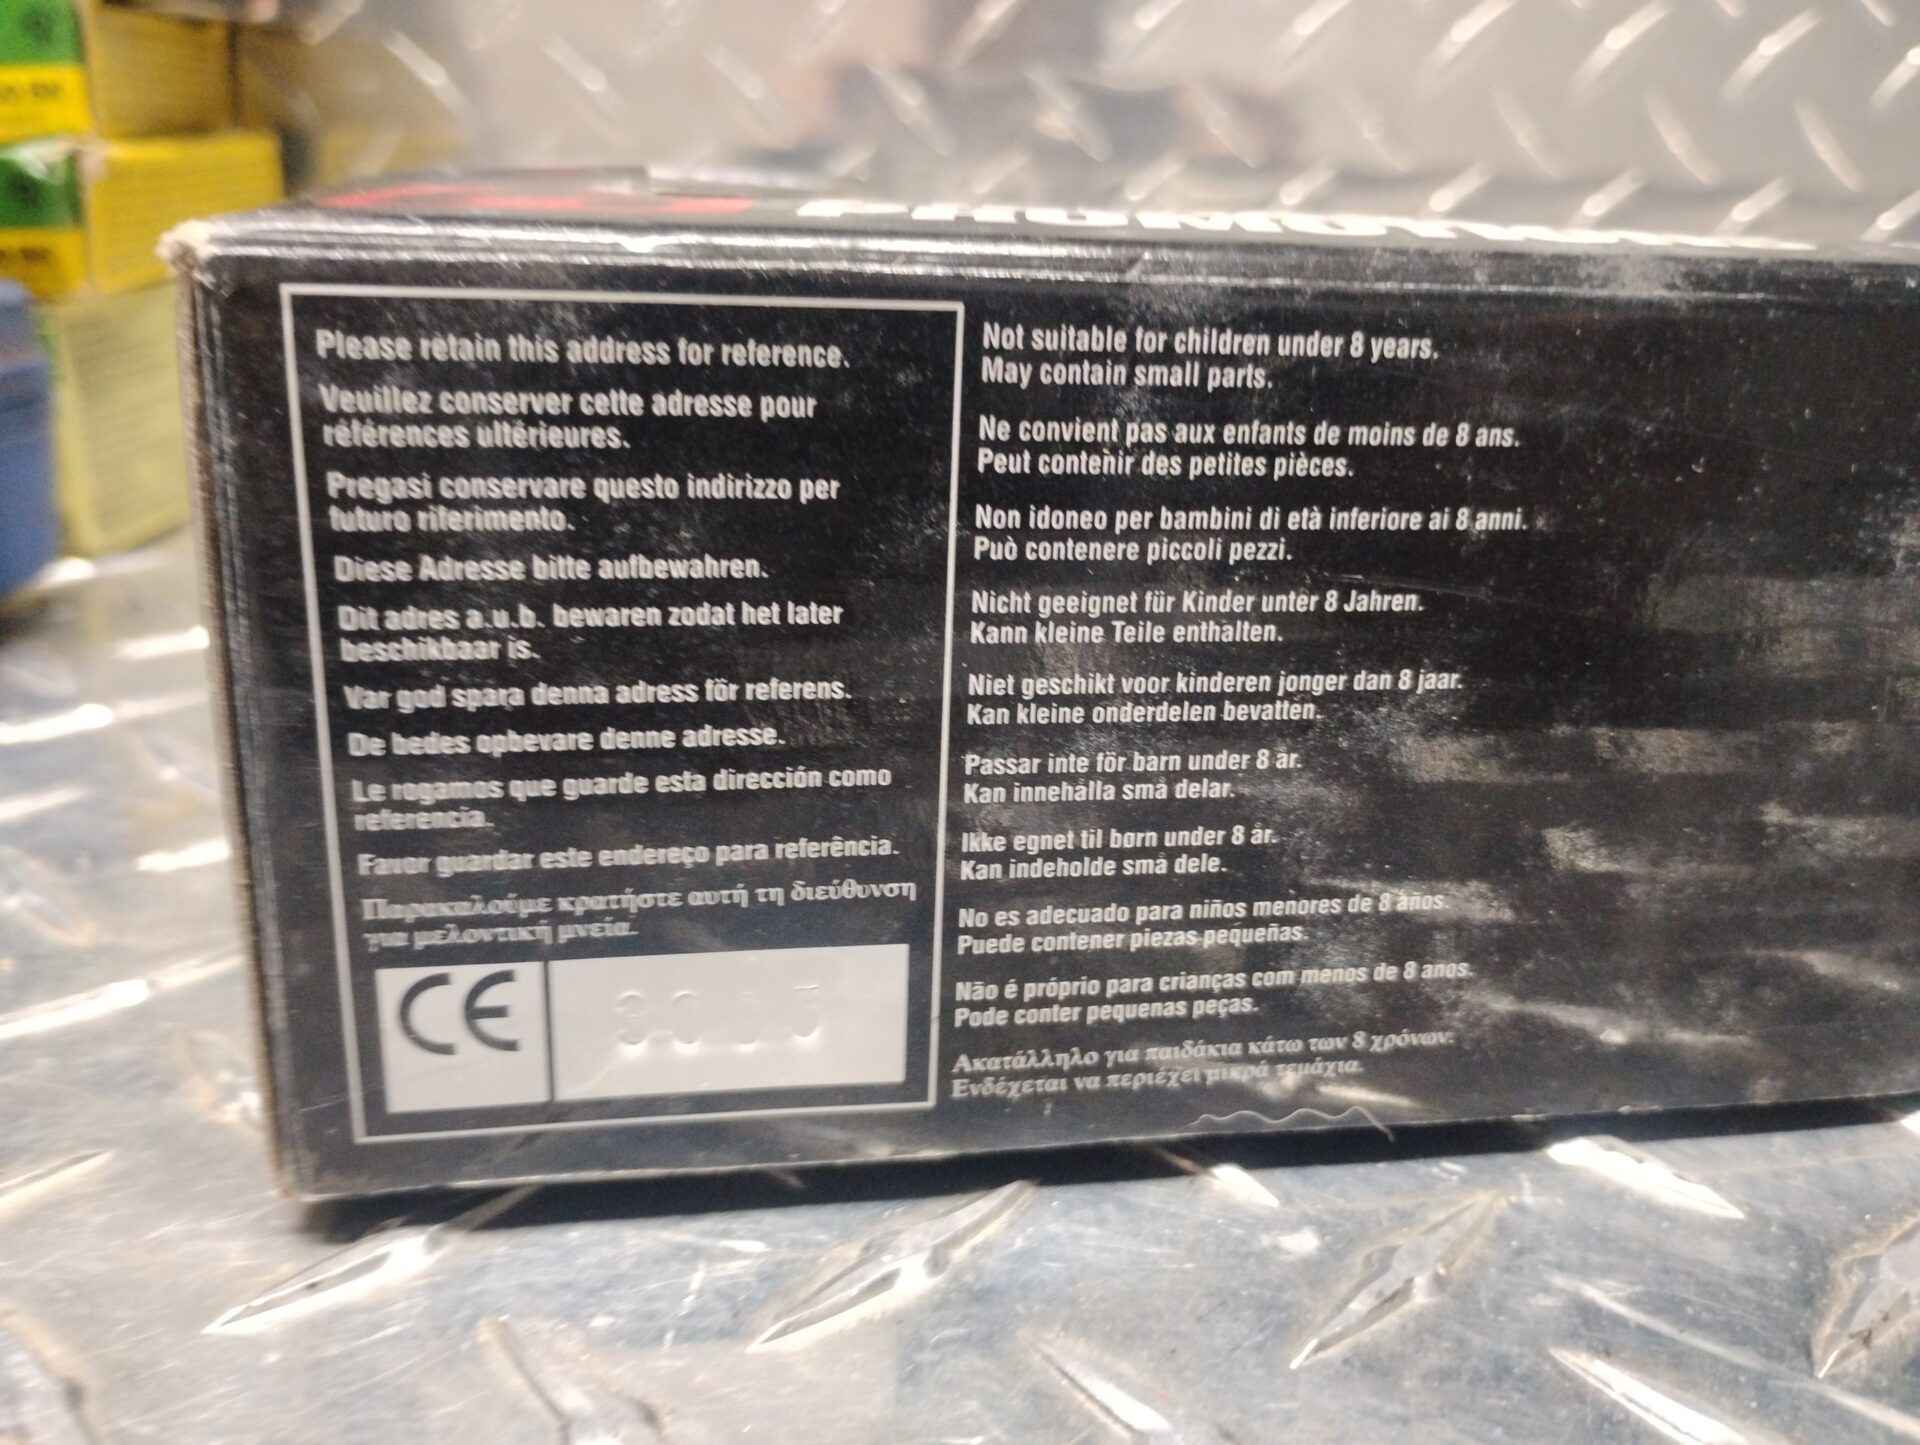 Please retain this address for reference.
Veuillez conserver cette adresse pour
références ultérieures.
Pregasi conservare questo indirizzo per
futuro riferimento.
Diese Adresse bitte aufbewahren.
Dit adres a.u.b. bewaren zodat het later
beschikbaar is.
Var god spara denna adress för referens.
De bedes opbevare denne adresse.
Le rogamos que guarde esta dirección como
referencia.
Favor guardar este endereço para referência.
Παρακαλούμε κρατήστε αυτή τη διεύθυνση
για μελοντική μνεία.
CE
Not suitable for children under 8 years.
May contain small parts.
Ne convient pas aux enfants de moins de 8 ans.
Peut contenir des petites pièces.
Non idoneo per bambini di età inferiore ai 8 anni.
Può contenere piccoli pezzi.
Nicht geeignet für Kinder unter 8 Jahren.
Kann kleine Teile enthalten.
Niet geschikt voor kinderen jonger dan 8 jaar.
Kan kleine onderdelen bevatten.
Passar inte för barn under 8 år.
Kan innehålla små delar.
Ikke egnet til børn under 8 år.
Kan indeholde små dele.
No es adecuado para niños menores de 8 años.
Puede contener piezas pequeñas.
Não é próprio para crianças com menos de 8 anos.
Pode conter pequenas peças.
Ακατάλληλο για παιδάκια κάτω των 8 χρόνων.
Ενδέχεται να περιέχει μικρά τεμάχια.